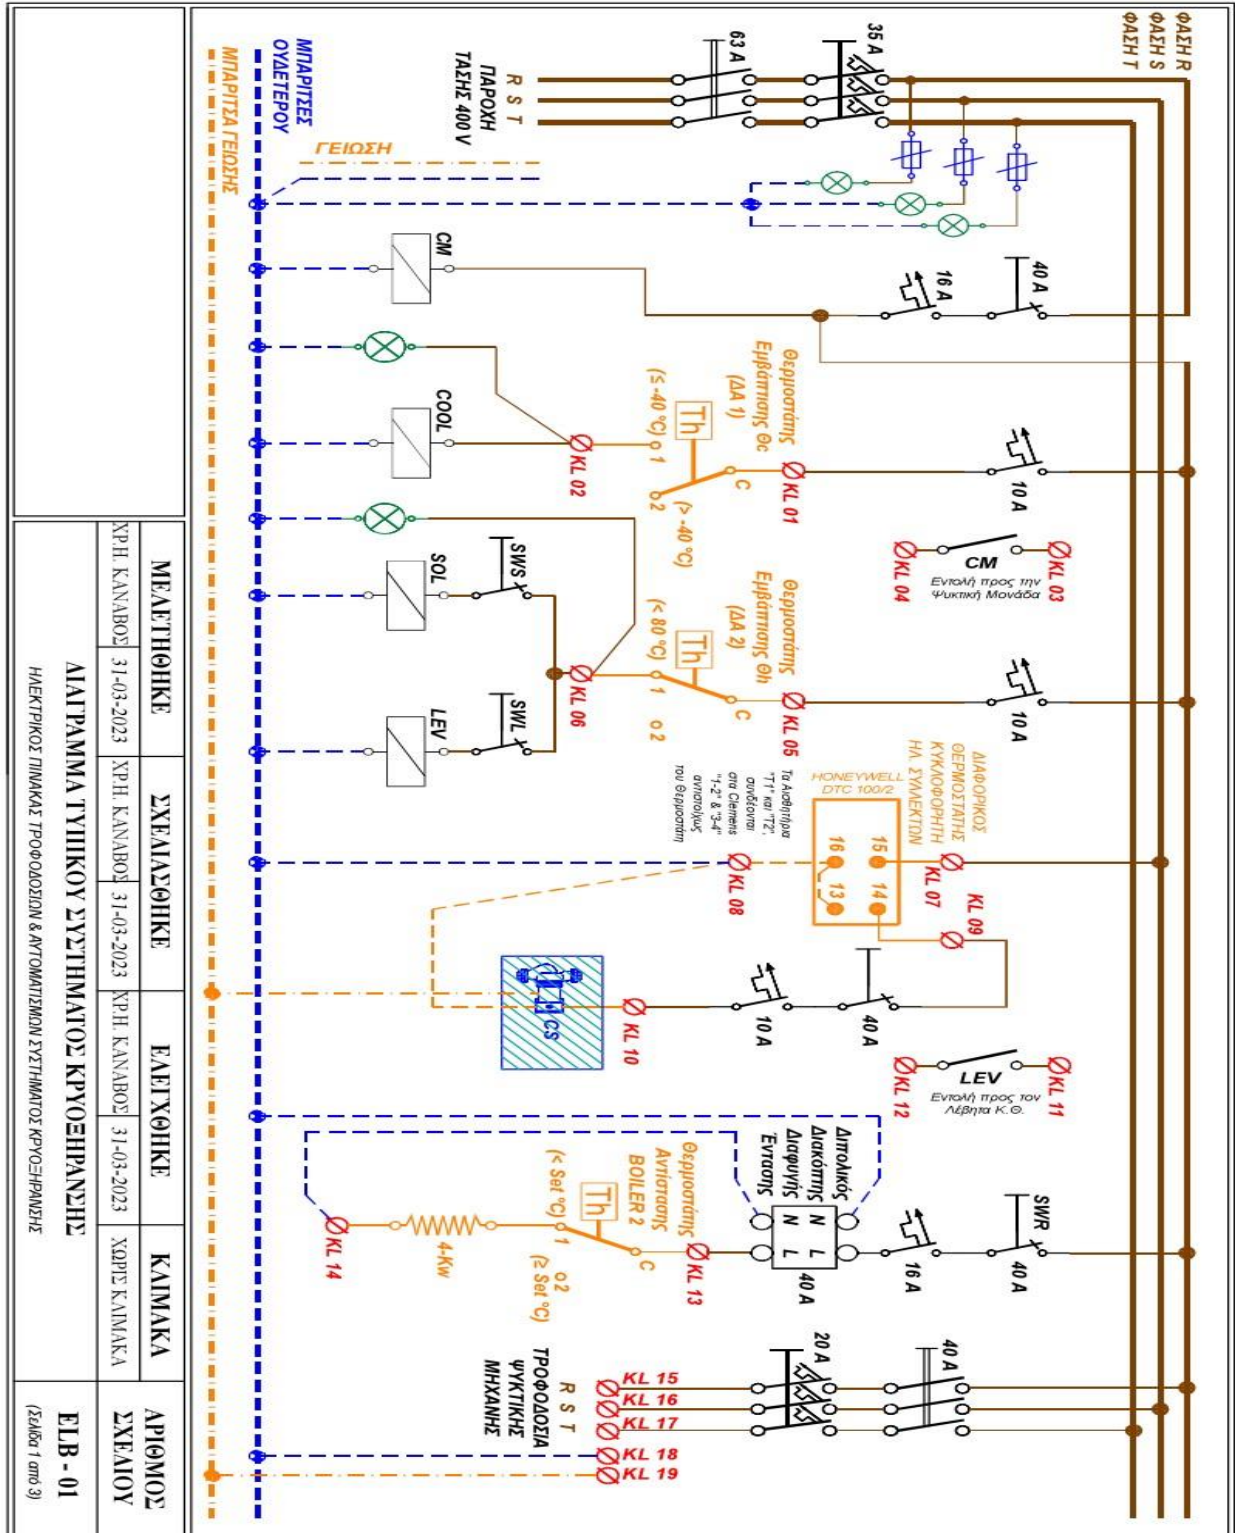 ΦΑΣΗ R
ΦΑΣΗ S
ΦΑΣΗ T
35 A
63 A
R S T
ΠΑΡΟΧΗ
ΤΑΣΗΣ 400 V
ΓΕΙΩΣΗ
ΜΠΑΡΙΤΣΕΣ
ΟΥΔΕΤΕΡΟΥ
ΜΠΑΡΙΤΣΑ ΓΕΙΩΣΗΣ
40 A
16 A
CM
10 A
KL 01
Θερμοστάτης
Εμβάπτισης Θc
(ΔΑ 1)
Th
C
(≤ -40 °C)
1
2
(> -40 °C)
KL 02
COOL
KL 03
CM
KL 04
Εντολή προς την
Ψυκτική Μονάδα
10 A
KL 05
Θερμοστάτης
Εμβάπτισης Θh
(ΔΑ 2)
Th
C
(< 80 °C)
1
2
KL 06
SWS
SOL
SWL
LEV
ΔΙΑΦΟΡΙΚΟΣ
ΘΕΡΜΟΣΤΑΤΗΣ
ΚΥΚΛΟΦΟΡΗΤΗ
ΗΛ. ΣΥΛΛΕΚΤΩΝ
KL 07
KL 09
HONEYWELL
DTC 100/2
15
14
16
13
KL 08
Τα Αισθητήρια
"T1" και "T2",
συνδέονται
στα Clemens
"1-2" & "3-4"
αντιστοίχως
του Θερμοστάτη
40 A
10 A
KL 10
CS
KL 11
LEV
KL 12
Εντολή προς τον
Λέβητα Κ.Θ.
SWR
40 A
16 A
Διπολικός
Διακόπτης
Διαφυγής
Έντασης
N L
N L
40 A
KL 13
Θερμοστάτης
Αντίστασης
BOILER 2
Th
C
(< Set °C)
1
2
(≥ Set °C)
4-Kw
KL 14
40 A
20 A
KL 15
KL 16
KL 17
KL 18
KL 19
R S T
ΤΡΟΦΟΔΟΣΙΑ
ΨΥΚΤΙΚΗΣ
ΜΗΧΑΝΗΣ
ΜΕΛΕΤΗΘΗΚΕ
ΣΧΕΔΙΑΣΘΗΚΕ
ΕΛΕΓΧΘΗΚΕ
ΚΛΙΜΑΚΑ
ΑΡΙΘΜΟΣ
ΣΧΕΔΙΟΥ
ΧΡ.Η. ΚΑΝΑΒΟΣ 31-03-2023
ΧΡ.Η. ΚΑΝΑΒΟΣ 31-03-2023
ΧΡ.Η. ΚΑΝΑΒΟΣ 31-03-2023
ΧΩΡΙΣ ΚΛΙΜΑΚΑ
ΔΙΑΓΡΑΜΜΑ ΤΥΠΙΚΟΥ ΣΥΣΤΗΜΑΤΟΣ ΚΡΥΟΞΗΡΑΝΣΗΣ
ΗΛΕΚΤΡΙΚΟΣ ΠΙΝΑΚΑΣ ΤΡΟΦΟΔΟΣΙΩΝ & ΑΥΤΟΜΑΤΙΣΜΩΝ ΣΥΣΤΗΜΑΤΟΣ ΚΡΥΟΞΗΡΑΝΣΗΣ
ELB - 01
(Σελίδα 1 από 3)